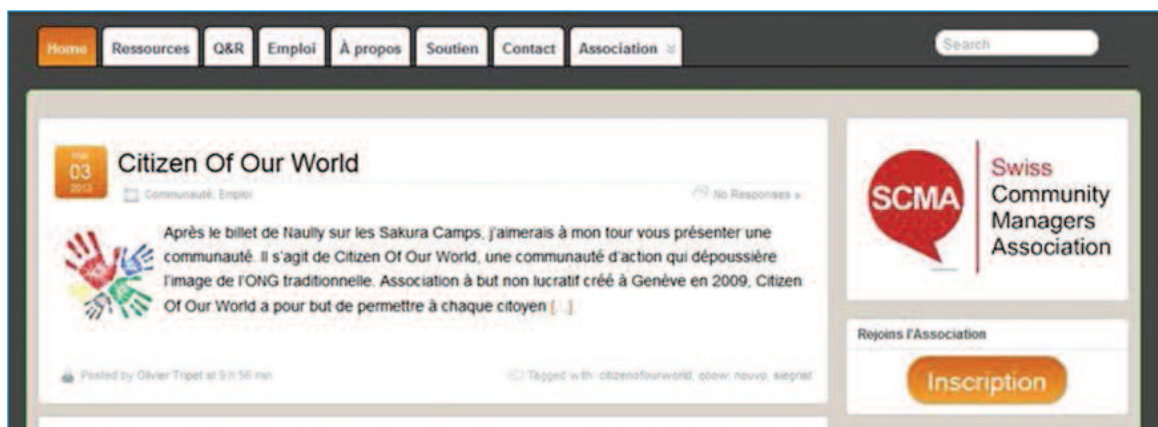 Home Ressources Q&R Emploi À propos Soutien Contact Association
Search
03
2013
Citizen Of Our World
Communauté, Emploi
No Responses »
Après le billet de Naully sur les Sakura Camps, j'aimerais à mon tour vous présenter une
communauté. Il s'agit de Citizen Of Our World, une communauté d'action qui dépoussière
l'image de l'ONG traditionnelle. Association à but non lucratif créé à Genève en 2009, Citizen
Of Our World a pour but de permettre à chaque citoyen [...]
Posted by Olivier Tripet at 9 h 56 min
Tagged with: citizenofourworld, coow, nouvo,
SCMA
Swiss
Community
Managers
Association
Rejoins l'Association
Inscription